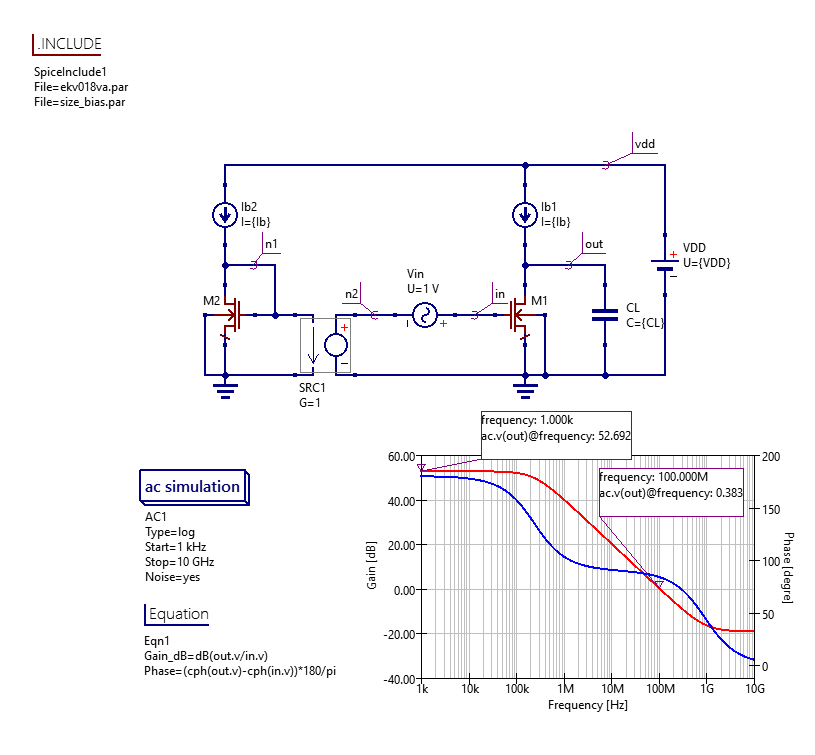 .INCLUDE
SpiceInclude1
File=ekv018va.par
File=size_bias.par
vdd
Ib2
I={Ib}
Ib1
I={Ib}
n1
out
VDD
U={VDD}
Vin
U=1 V
n2
in
M2
M1
CL
C={CL}
SRC1
G=1
frequency: 1.000k
ac.v(out)@frequency: 52.692
frequency: 100.000M
ac.v(out)@frequency: 0.383
ac simulation
AC1
Type=log
Start=1 kHz
Stop=10 GHz
Noise=yes
Equation
Eqn1
Gain_dB=dB(out.v/in.v)
Phase=(cph(out.v)-cph(in.v))*180/pi
Gain [dB]
60.00
40.00
20.00
0.00
-20.00
-40.00
1k 10k 100k 1M 10M 100M 1G 10G
Frequency [Hz]
200
150
100
50
0
Phase [degre]